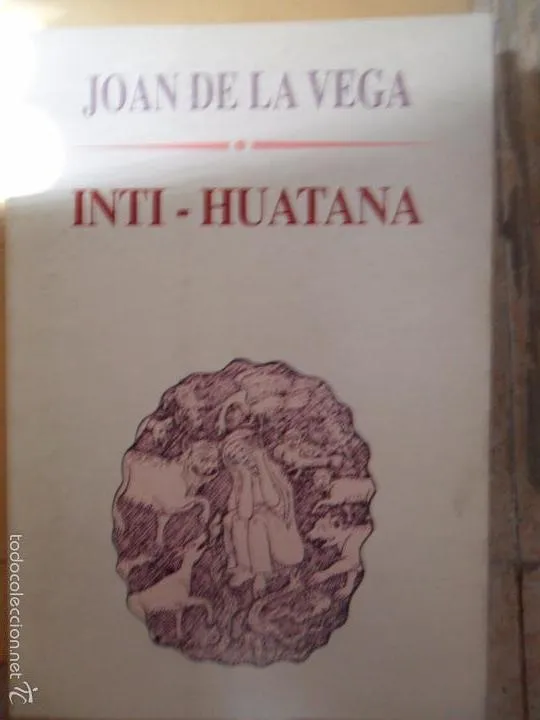 JOAN DE LA VEGA
INTI - HUATANA
todocoleccion.net